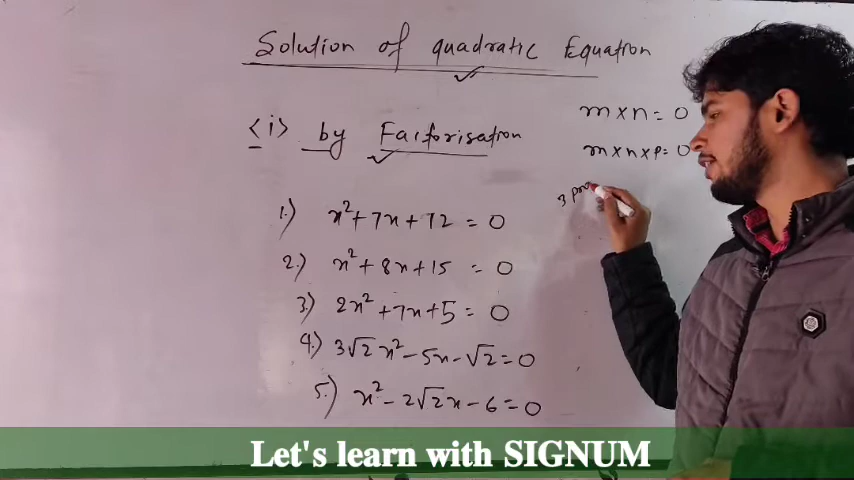 Solution of quadratic Equation
<i> by Factorisation
m x n = 0
m x n x p = 0
3 pro
1.) x² + 7x + 12 = 0
2.) x² + 8x + 15 = 0
3.) 2x² + 7x + 5 = 0
4.) 3√2 x² - 5x - √2 = 0
5.) x² - 2√2 x - 6 = 0
Let's learn with SIGNUM